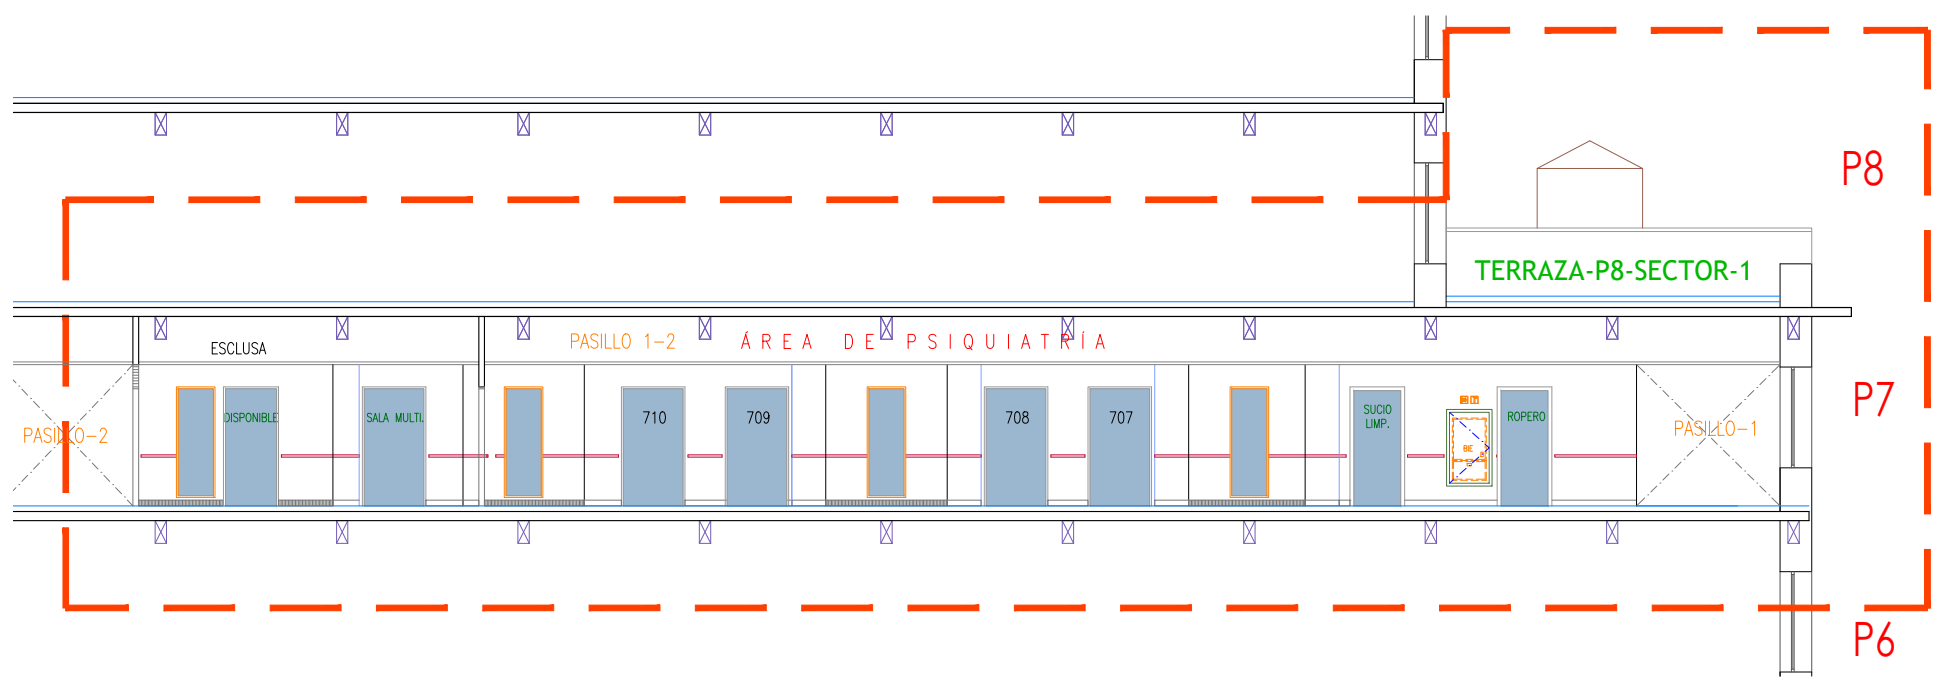 P8
TERRAZA-P8-SECTOR-1
ESCLUSA
PASILLO 1-2
ÁREA DE PSIQUIATRÍA
P7
PASILLO-2
DISPONIBLE
SALA MULTI.
710
709
708
707
SUCIO
LIMP.
BIE
ROPERO
PASILLO-1
P6